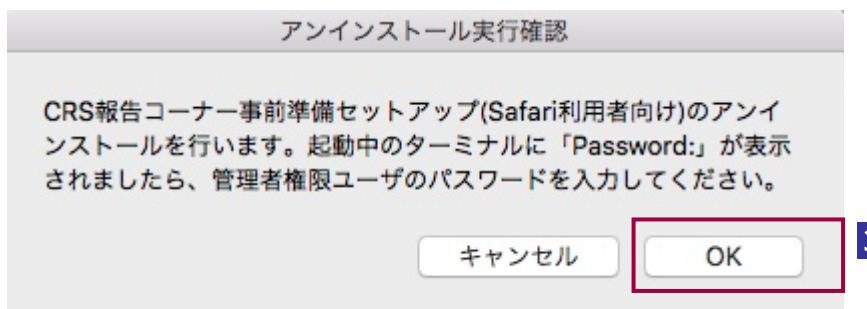 アンインストール実行確認
CRS報告コーナー事前準備セットアップ(Safari利用者向け)のアンイ
ンストールを行います。起動中のターミナルに「Password:」が表示
されましたら、管理者権限ユーザのパスワードを入力してください。
キャンセル OK